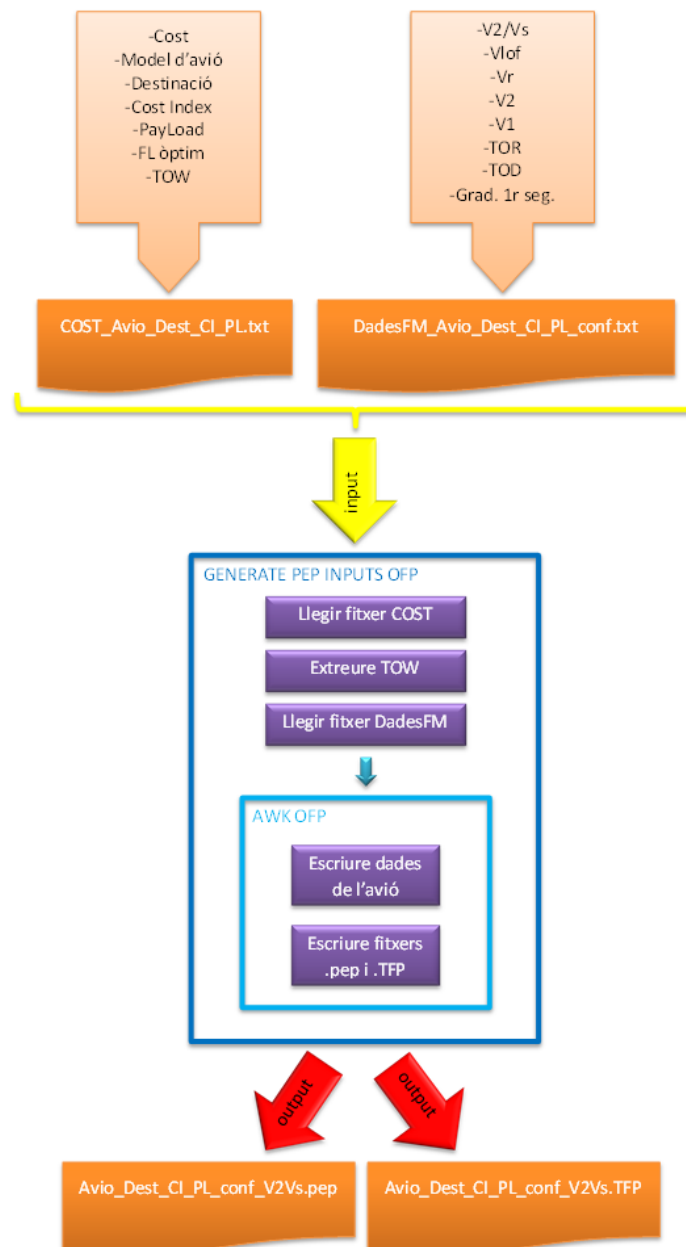 -Cost
-Model d'avió
-Destinació
-Cost Index
-PayLoad
-FL òptim
-TOW
-V2/Vs
-Vlof
-Vr
-V2
-V1
-TOR
-TOD
-Grad. 1r seg.
COST_Avio_Dest_CI_PL.txt
DadesFM_Avio_Dest_CI_PL_conf.txt
input
GENERATE PEP INPUTS OFP
Llegir fitxer COST
Extreure TOW
Llegir fitxer DadesFM
AWK OFP
Escriure dades
de l'avió
Escriure fitxers
.pep i .TFP
output
output
Avio_Dest_CI_PL_conf_V2Vs.pep
Avio_Dest_CI_PL_conf_V2Vs.TFP